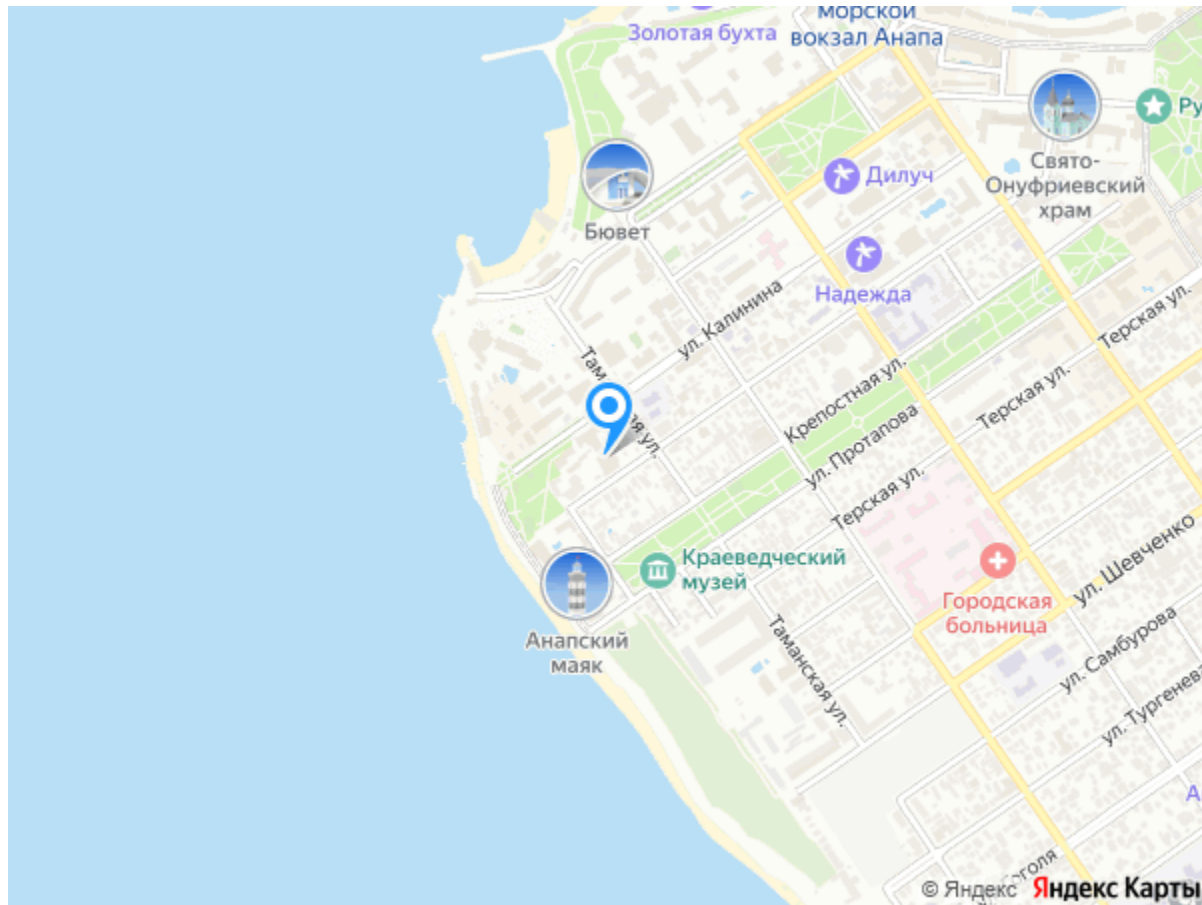 морской
вокзал Анапа
Золотая бухта
Ру
Свято-
Онуфриевский
храм
Дилуч
Бювет
Надежда
ул. Калинина
Терская ул.
Крепостная ул.
Терская ул.
ул. Протапова
Терская ул.
Краеведческий
музей
ул. Шевченко
Городская
больница
Анапский
маяк
Таманская ул.
ул. Самбурова
ул. Тургенева
А
© Яндекс Яндекс Карты